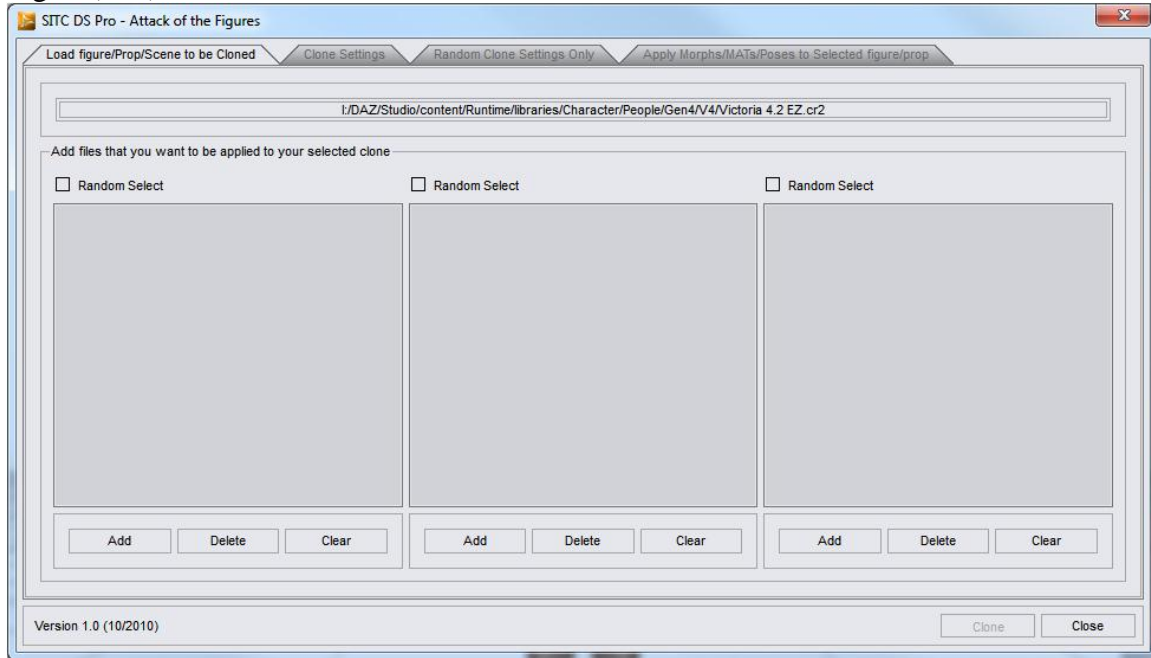 SITC DS Pro - Attack of the Figures
Load figure/Prop/Scene to be Cloned Clone Settings Random Clone Settings Only Apply Morphs/MATs/Poses to Selected figure/prop
I:/DAZ/Studio/content/Runtime/libraries/Character/People/Gen4/V4/Victoria 4.2 EZ.cr2
Add files that you want to be applied to your selected clone
Random Select Random Select Random Select
Add Delete Clear Add Delete Clear Add Delete Clear
Version 1.0 (10/2010) Clone Close